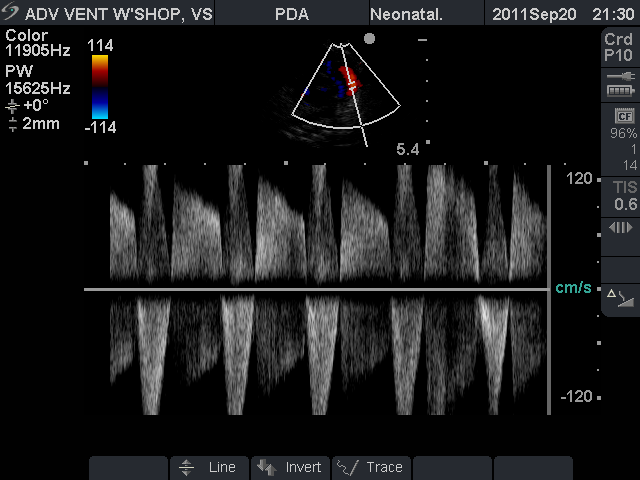 ADV VENT W'SHOP, VS PDA Neonatal. 2011Sep20 21:30
Color
11905Hz
PW
15625Hz
+0°
2mm
114
-114
5.4
Crd
P10
CF
96%
1
14
TIS
0.6
120
cm/s
-120
Line Invert Trace